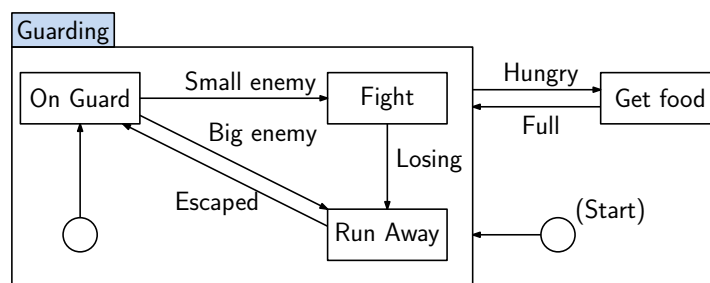 Guarding
Small enemy
Hungry
On Guard
Fight
Get food
Big enemy
Full
Losing
Escaped
(Start)
Run Away